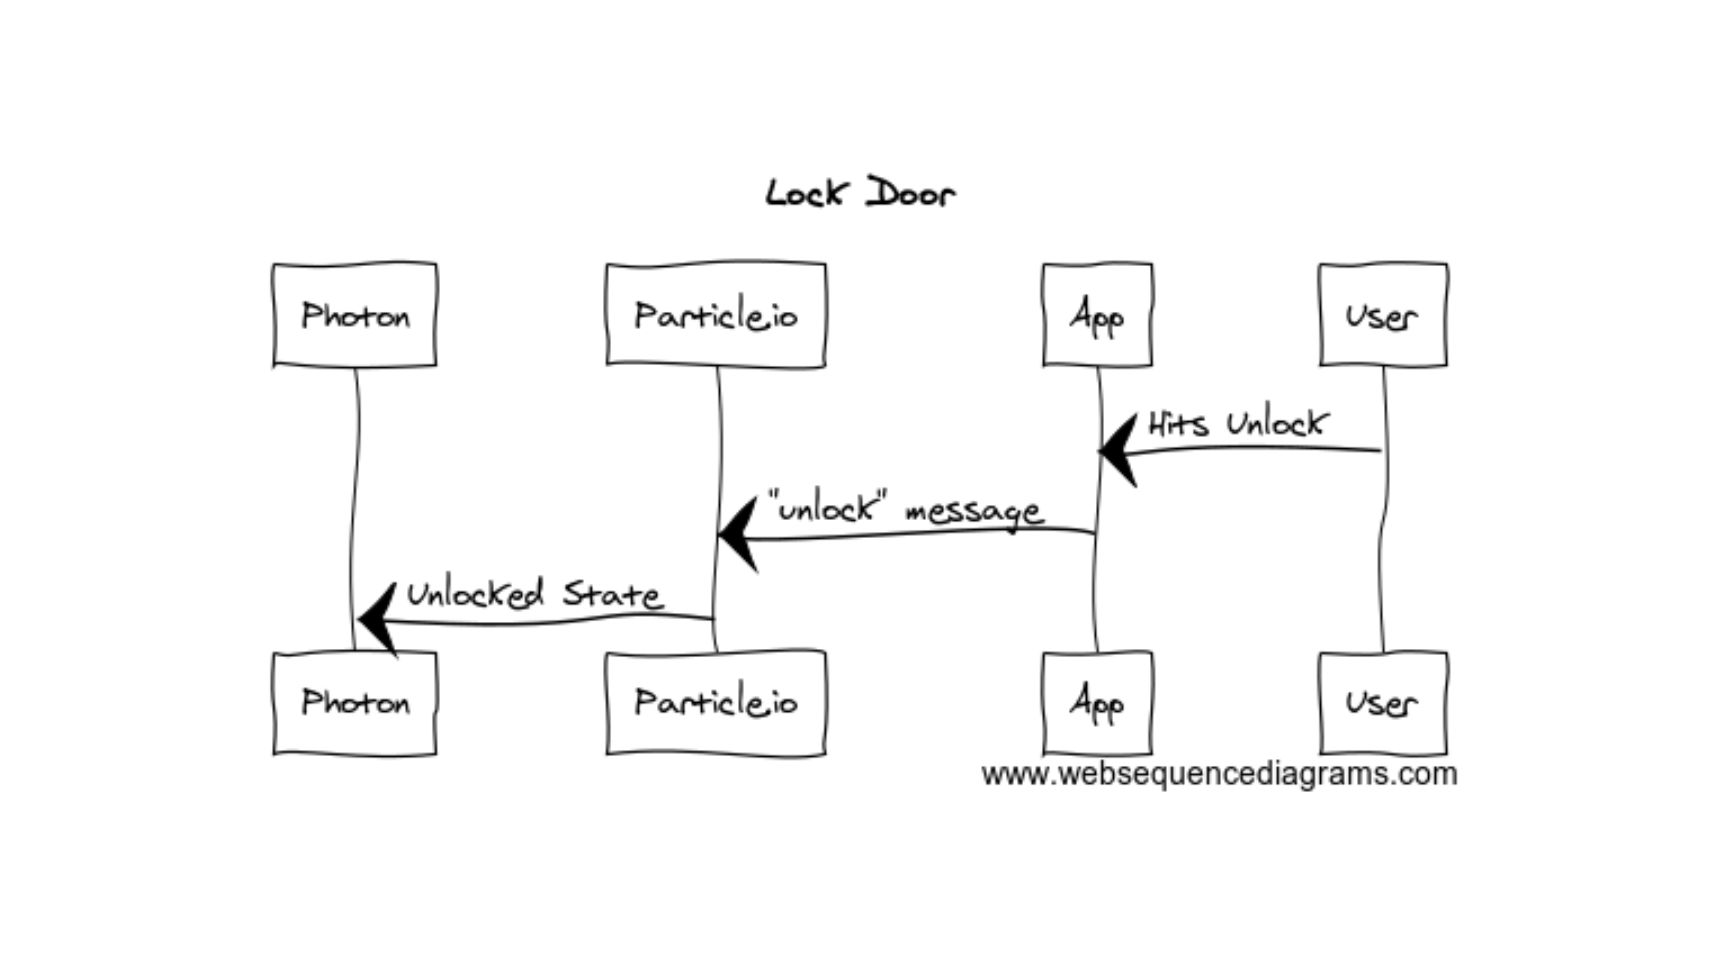 Lock Door
Photon
Particle.io
App
User
Hits Unlock
"unlock" message
Unlocked State
Photon
Particle.io
App
User
www.websequencediagrams.com